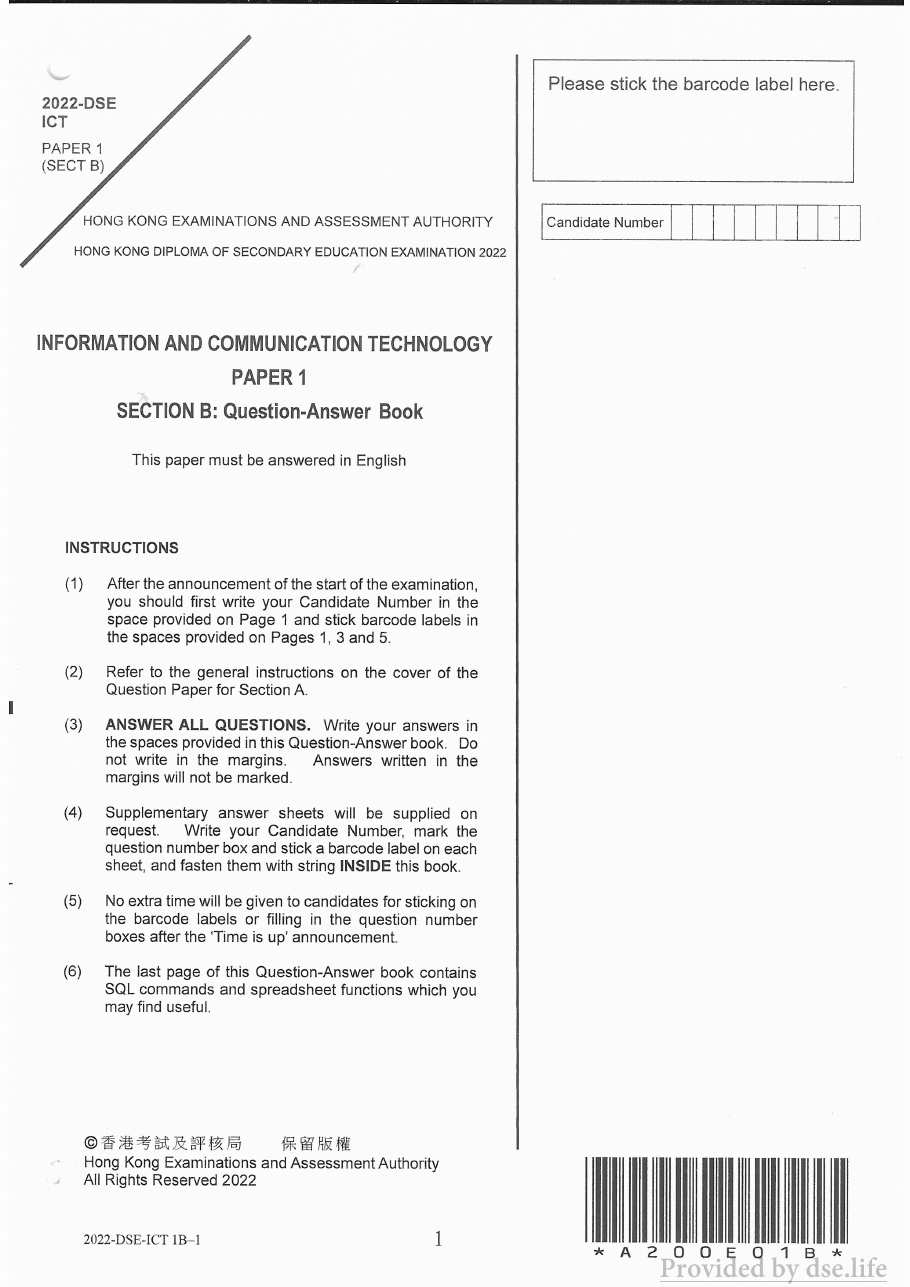 2022-DSE
ICT
PAPER 1
(SECT B)
HONG KONG EXAMINATIONS AND ASSESSMENT AUTHORITY
HONG KONG DIPLOMA OF SECONDARY EDUCATION EXAMINATION 2022
INFORMATION AND COMMUNICATION TECHNOLOGY
PAPER 1
SECTION B: Question-Answer Book
This paper must be answered in English
INSTRUCTIONS
(1) After the announcement of the start of the examination,
you should first write your Candidate Number in the
space provided on Page 1 and stick barcode labels in
the spaces provided on Pages 1, 3 and 5.
(2) Refer to the general instructions on the cover of the
Question Paper for Section A.
(3) ANSWER ALL QUESTIONS. Write your answers in
the spaces provided in this Question-Answer book. Do
not write in the margins. Answers written in the
margins will not be marked.
(4) Supplementary answer sheets will be supplied on
request. Write your Candidate Number, mark the
question number box and stick a barcode label on each
sheet, and fasten them with string INSIDE this book.
(5) No extra time will be given to candidates for sticking on
the barcode labels or filling in the question number
boxes after the 'Time is up' announcement.
(6) The last page of this Question-Answer book contains
SQL commands and spreadsheet functions which you
may find useful.
©香港考試及評核局 保留版權
Hong Kong Examinations and Assessment Authority
All Rights Reserved 2022
2022-DSE-ICT 1B–1
1
Please stick the barcode label here.
Candidate Number
* A 2 0 0 E 0 1 B *
Provided by dse.life